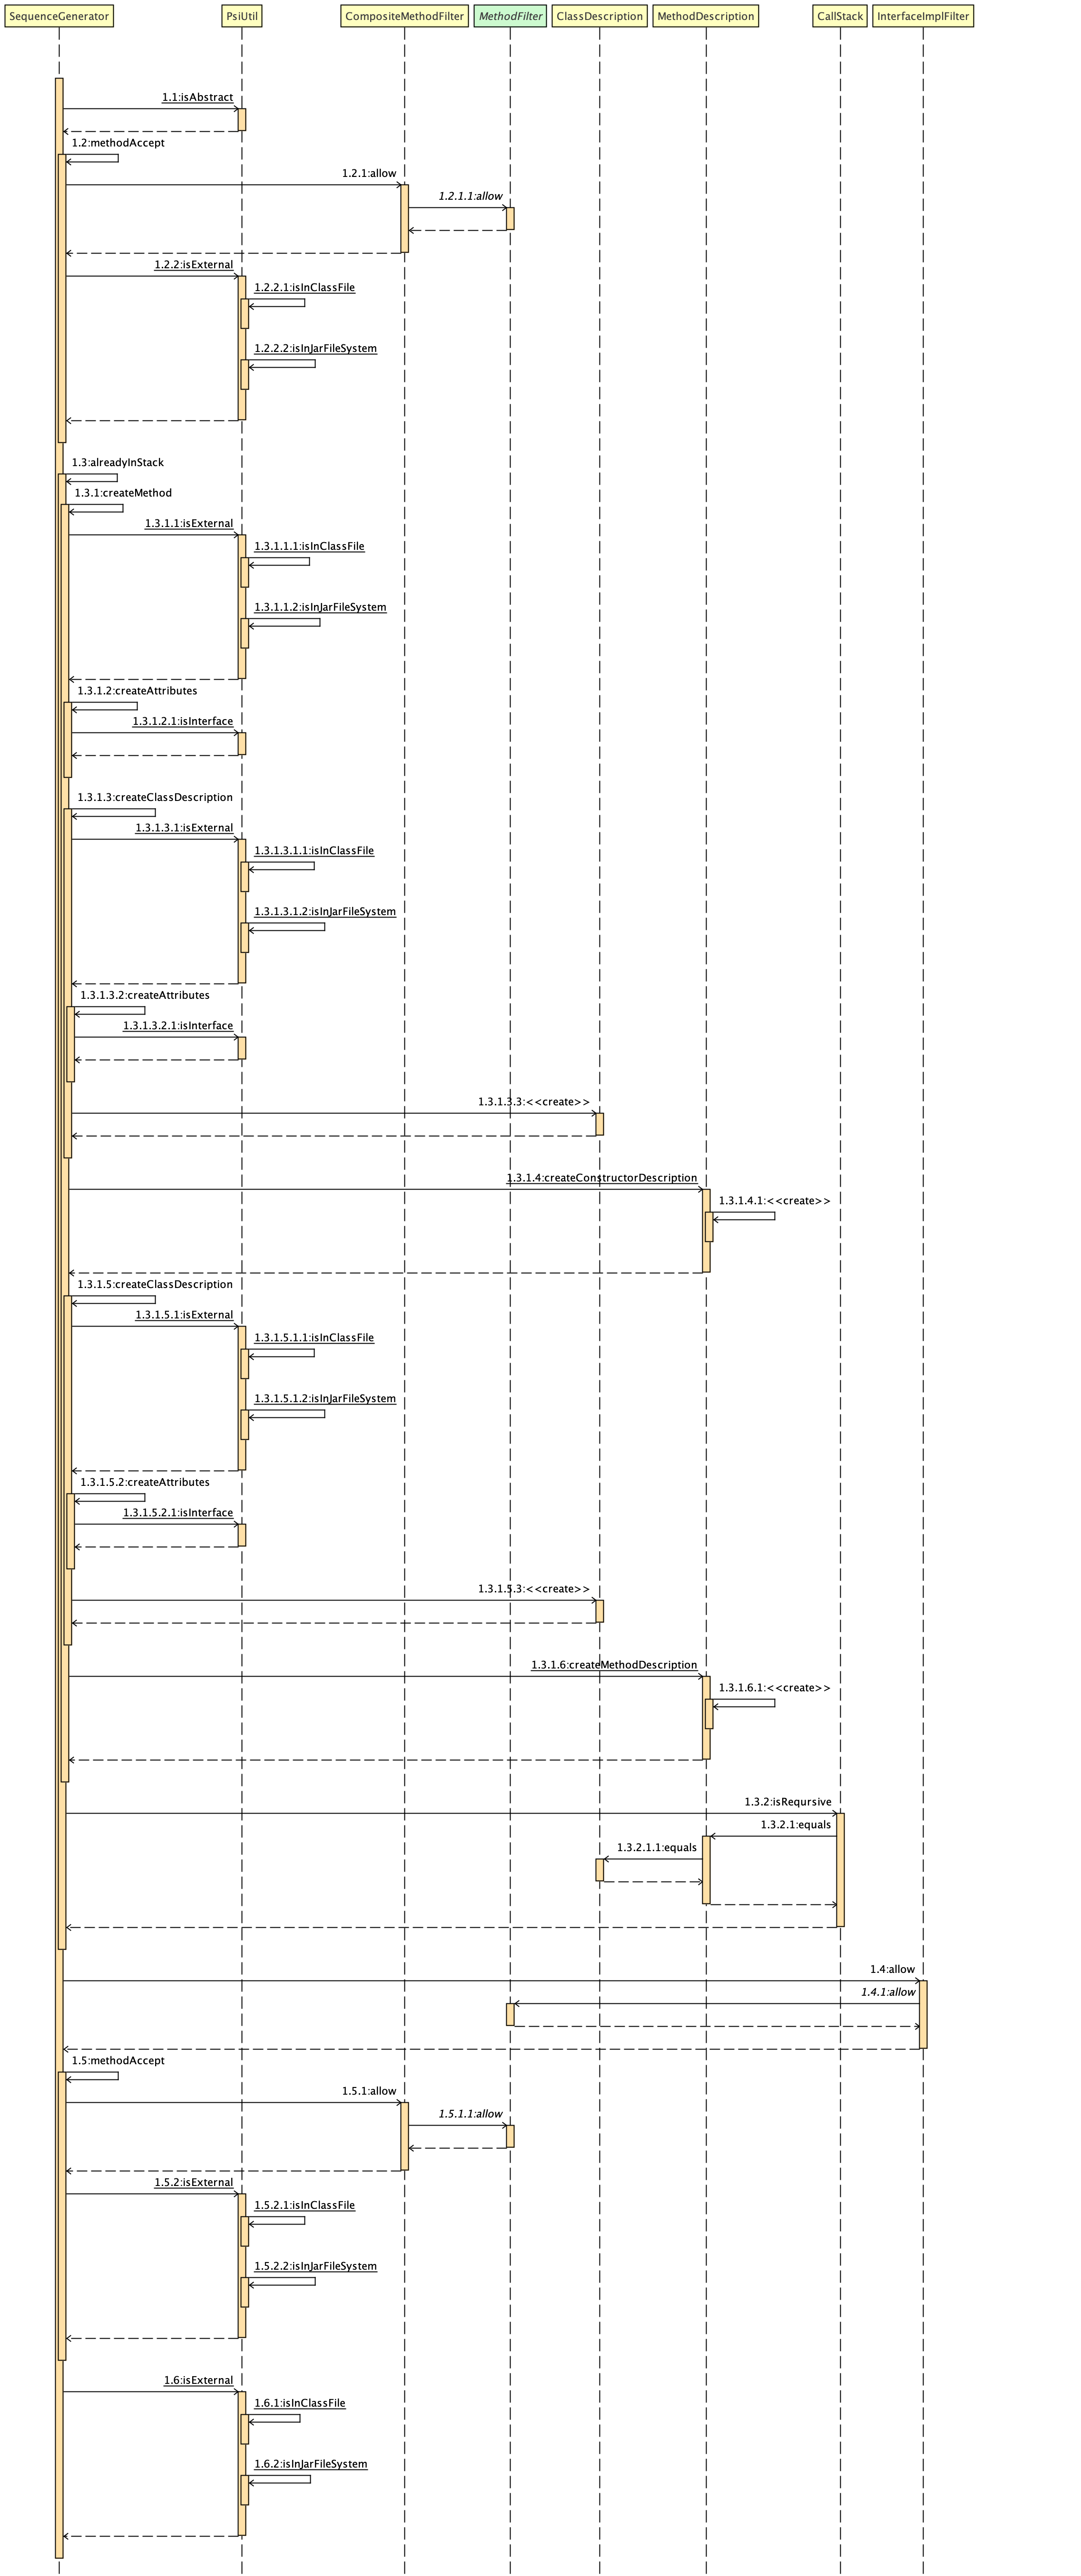 SequenceGenerator
PsiUtil
CompositeMethodFilter
MethodFilter
ClassDescription
MethodDescription
CallStack
InterfaceImplFilter
1.1:isAbstract
1.2:methodAccept
1.2.1:allow
1.2.1.1:allow
1.2.2:isExternal
1.2.2.1:isInClassFile
1.2.2.2:isInJarFileSystem
1.3:alreadyInStack
1.3.1:createMethod
1.3.1.1:isExternal
1.3.1.1.1:isInClassFile
1.3.1.1.2:isInJarFileSystem
1.3.1.2:createAttributes
1.3.1.2.1:isInterface
1.3.1.3:createClassDescription
1.3.1.3.1:isExternal
1.3.1.3.1.1:isInClassFile
1.3.1.3.1.2:isInJarFileSystem
1.3.1.3.2:createAttributes
1.3.1.3.2.1:isInterface
1.3.1.3.3:<<create>>
1.3.1.4:createConstructorDescription
1.3.1.4.1:<<create>>
1.3.1.5:createClassDescription
1.3.1.5.1:isExternal
1.3.1.5.1.1:isInClassFile
1.3.1.5.1.2:isInJarFileSystem
1.3.1.5.2:createAttributes
1.3.1.5.2.1:isInterface
1.3.1.5.3:<<create>>
1.3.1.6:createMethodDescription
1.3.1.6.1:<<create>>
1.3.2:isReqursive
1.3.2.1:equals
1.3.2.1.1:equals
1.4:allow
1.4.1:allow
1.5:methodAccept
1.5.1:allow
1.5.1.1:allow
1.5.2:isExternal
1.5.2.1:isInClassFile
1.5.2.2:isInJarFileSystem
1.6:isExternal
1.6.1:isInClassFile
1.6.2:isInJarFileSystem